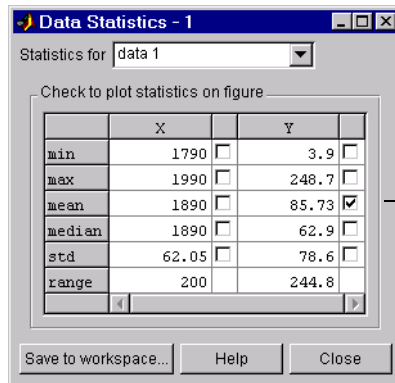 Data Statistics - 1
Statistics for data 1
Check to plot statistics on figure
X Y
min 1790 3.9
max 1990 248.7
mean 1890 85.73
median 1890 62.9
std 62.05 78.6
range 200 244.8
Save to workspace... Help Close